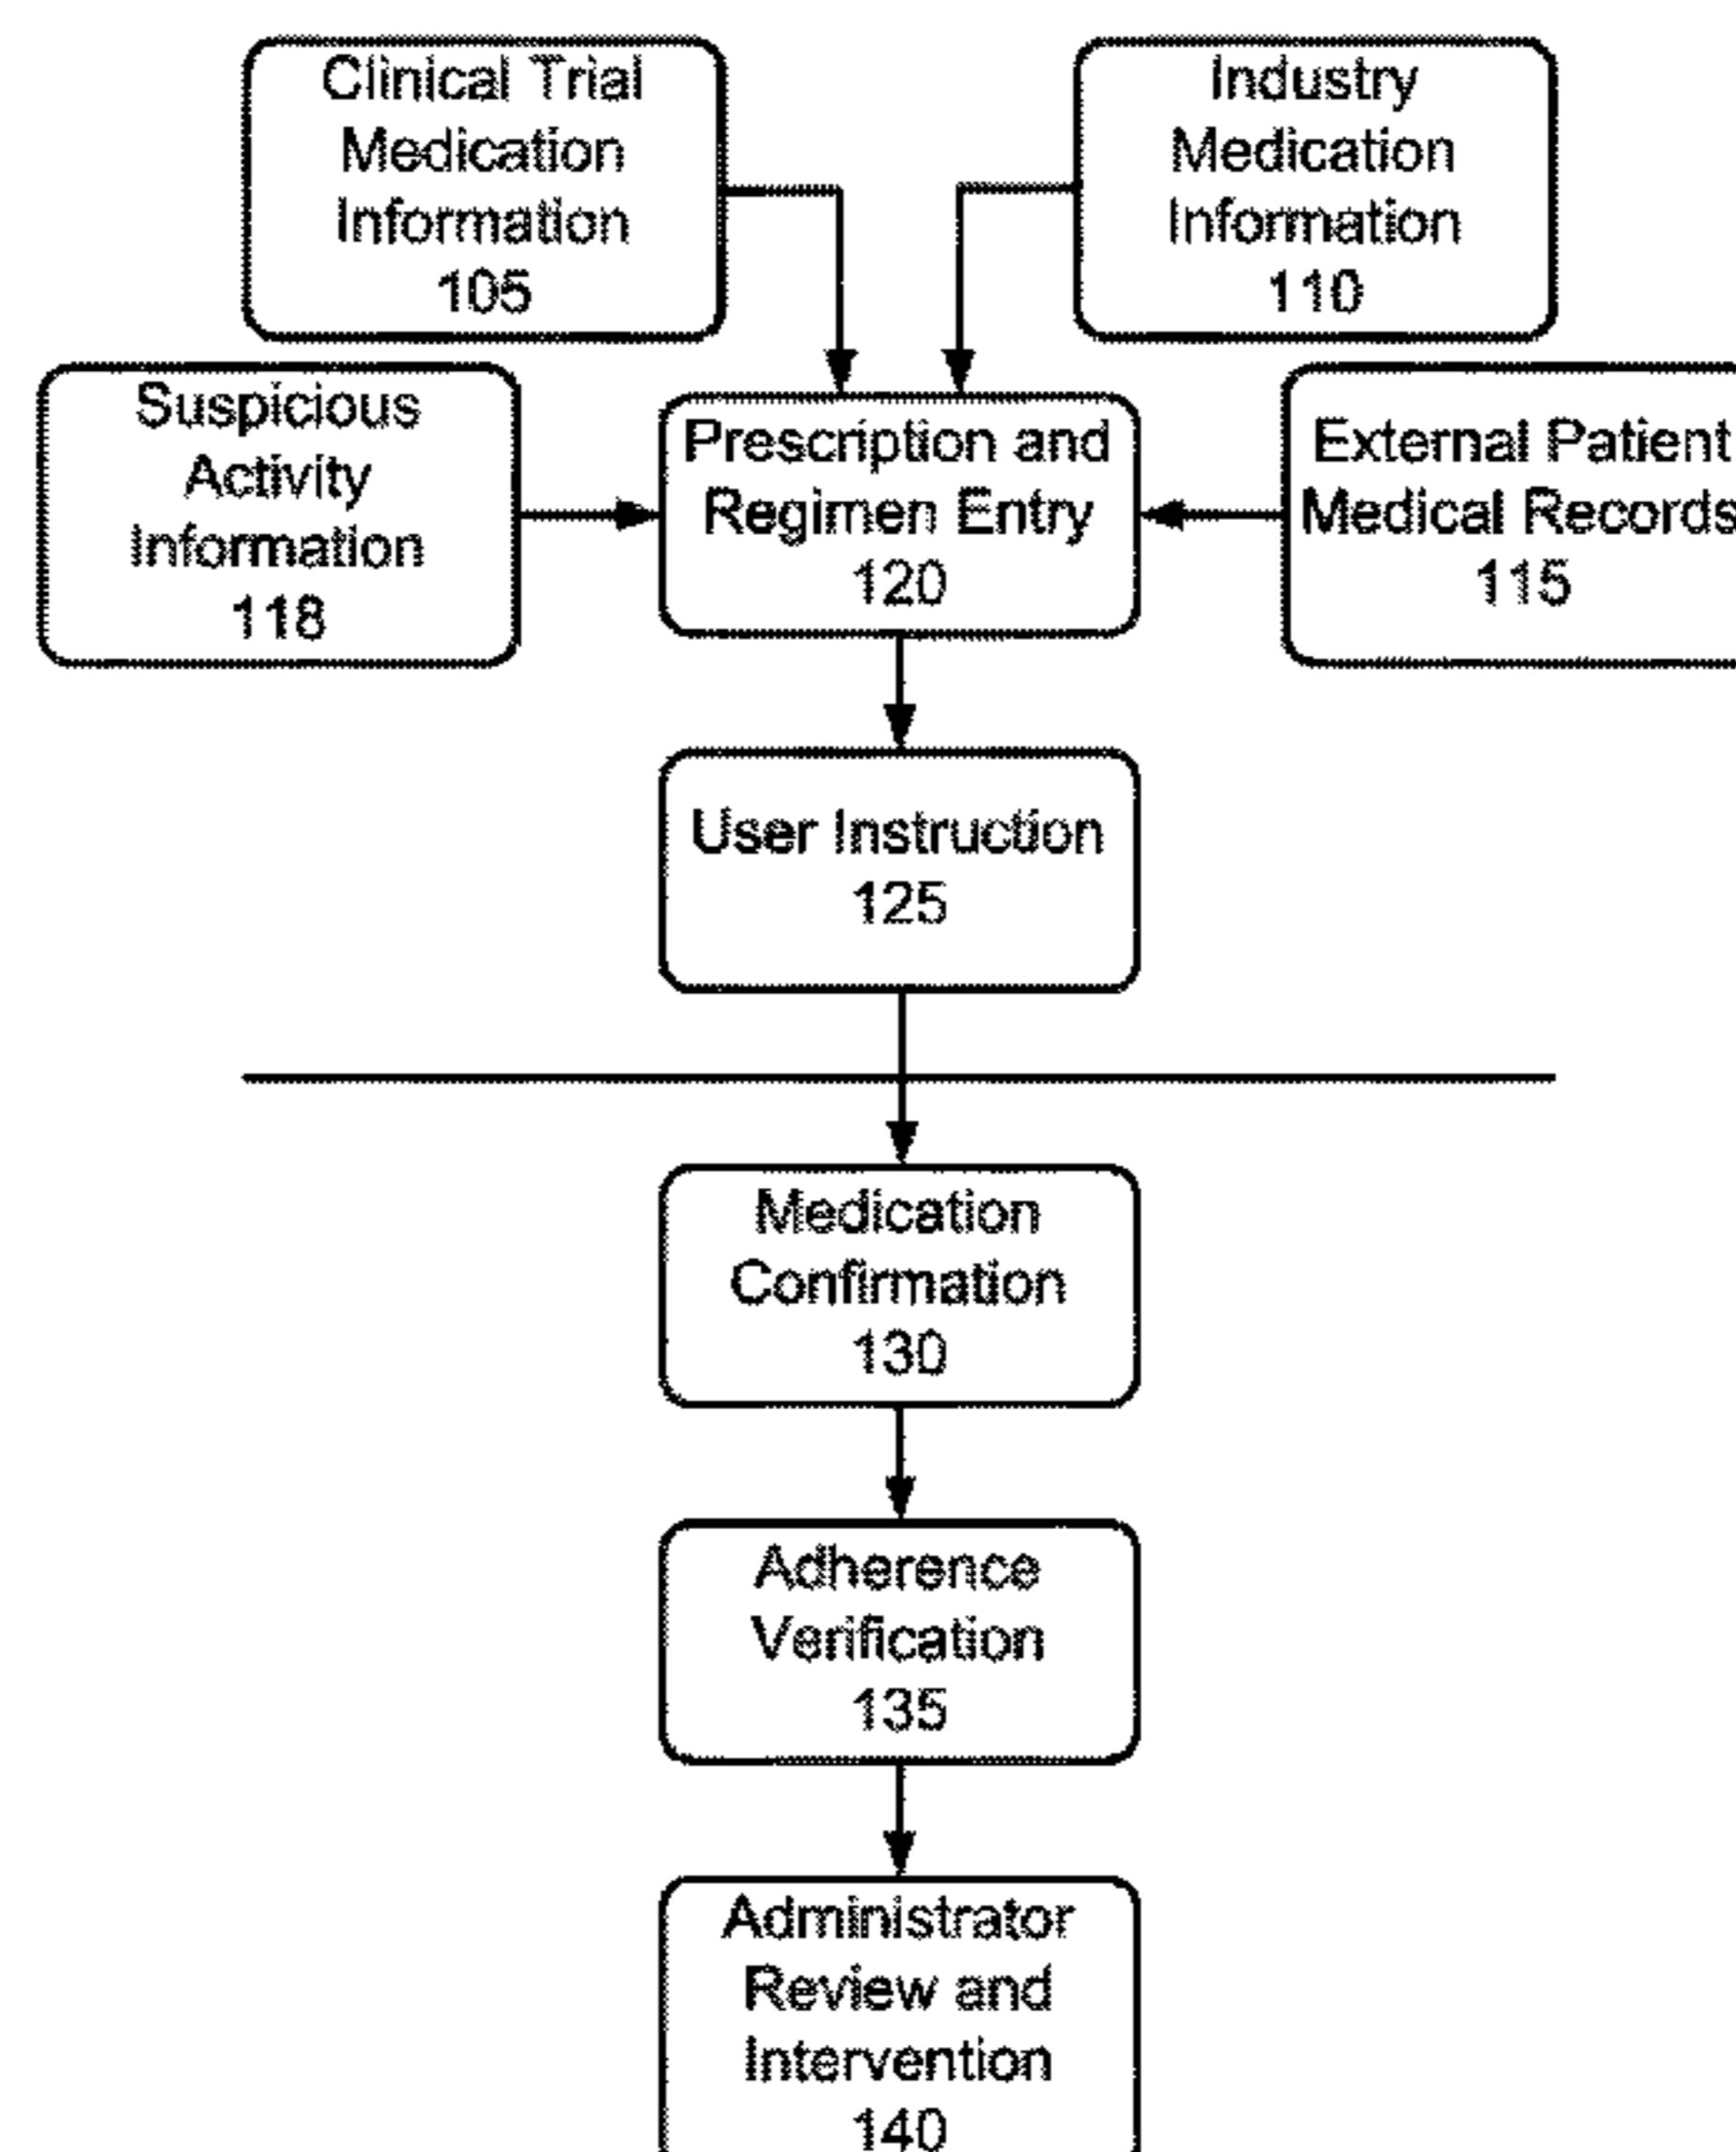 Clinical Trial
Medication
Information
105
Industry
Medication
Information
110
Suspicious
Activity
Information
118
Prescription and
Regimen Entry
120
External Patient
Medical Records
115
User Instruction
125
Medication
Confirmation
130
Adherence
Verification
135
Administrator
Review and
Intervention
140